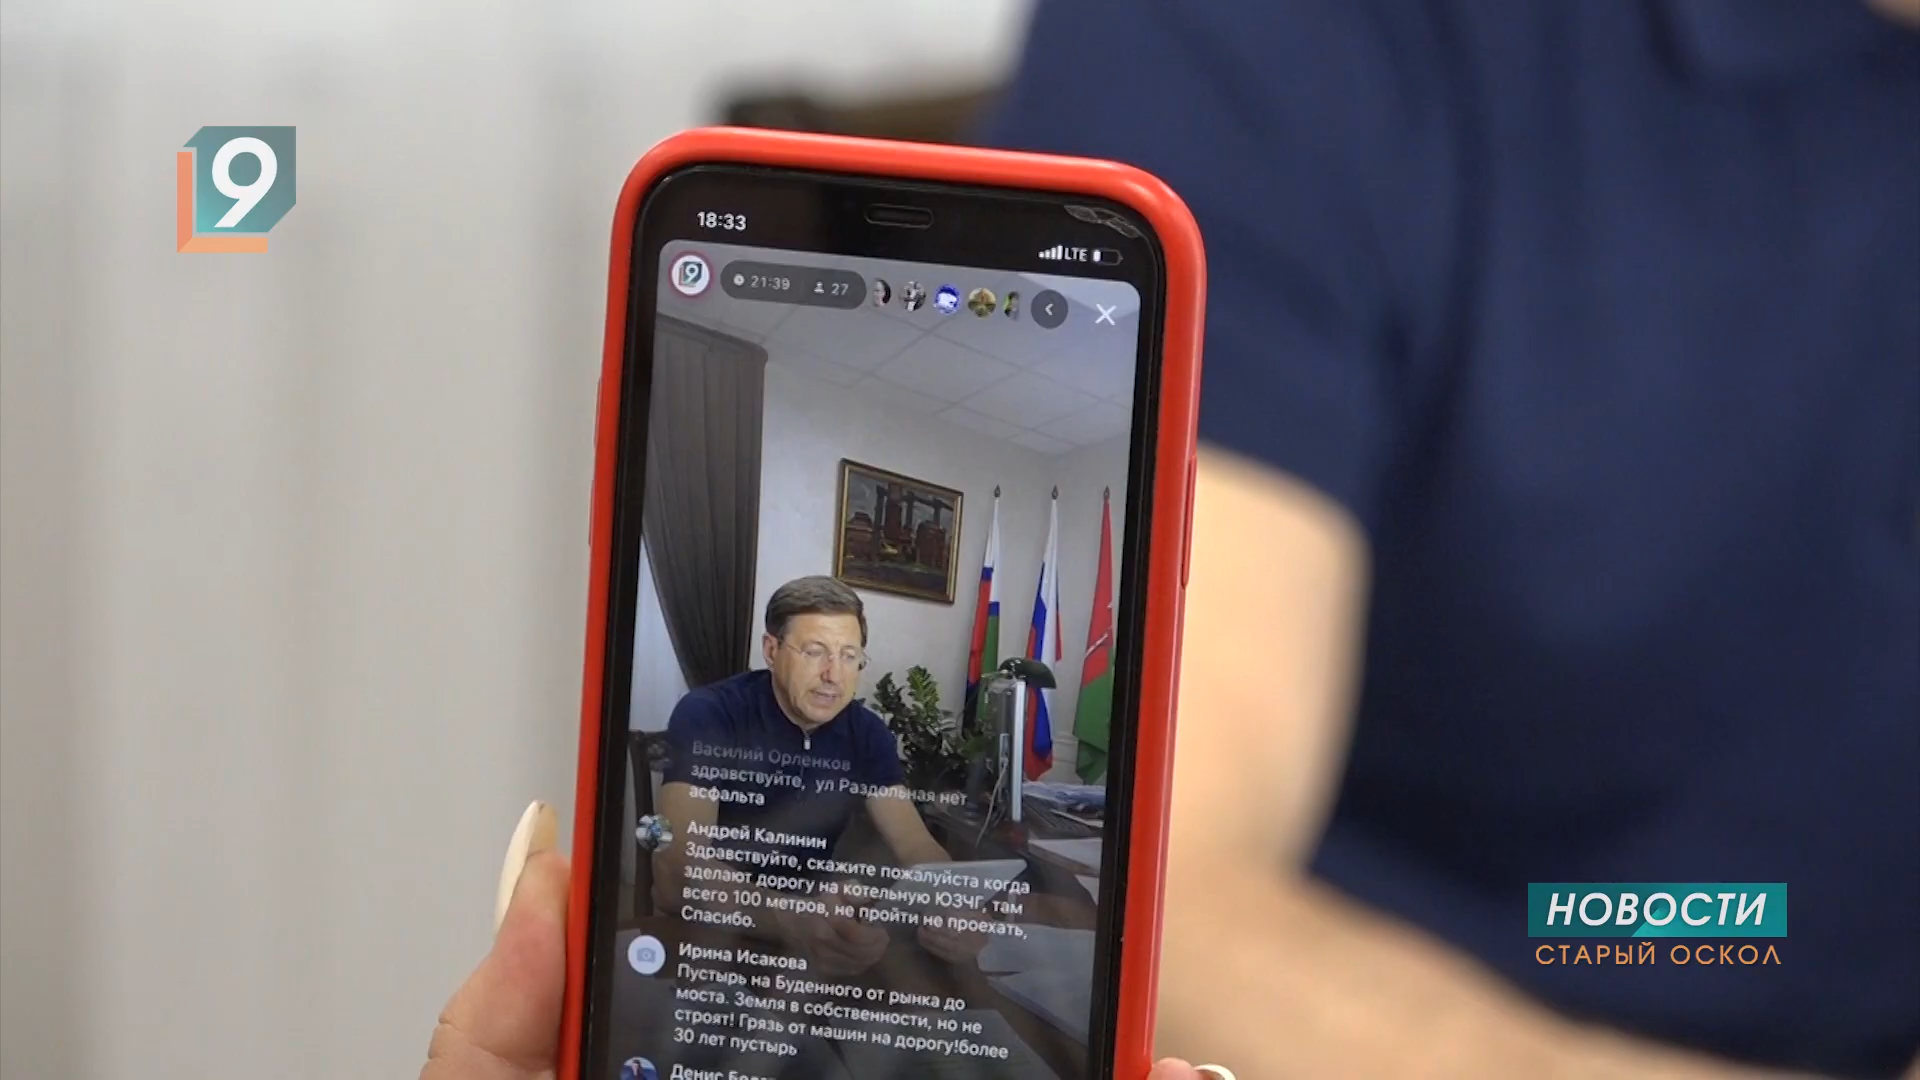 9
18:33
LTE
9
21:39
27
Василий Орленков
здравствуйте, ул Раздольная нет
асфальта
Андрей Калинин
Здравствуйте, скажите пожалуйста когда
зделают дорогу на котельную ЮЗЧГ, там
всего 100 метров, не пройти не проехать,
Спасибо.
Ирина Исакова
Пустырь на Буденного от рынка до
моста. Земля в собственности, но не
строят! Грязь от машин на дорогу!более
30 лет пустырь
Денис
НОВОСТИ
СТАРЫЙ ОСКОЛ